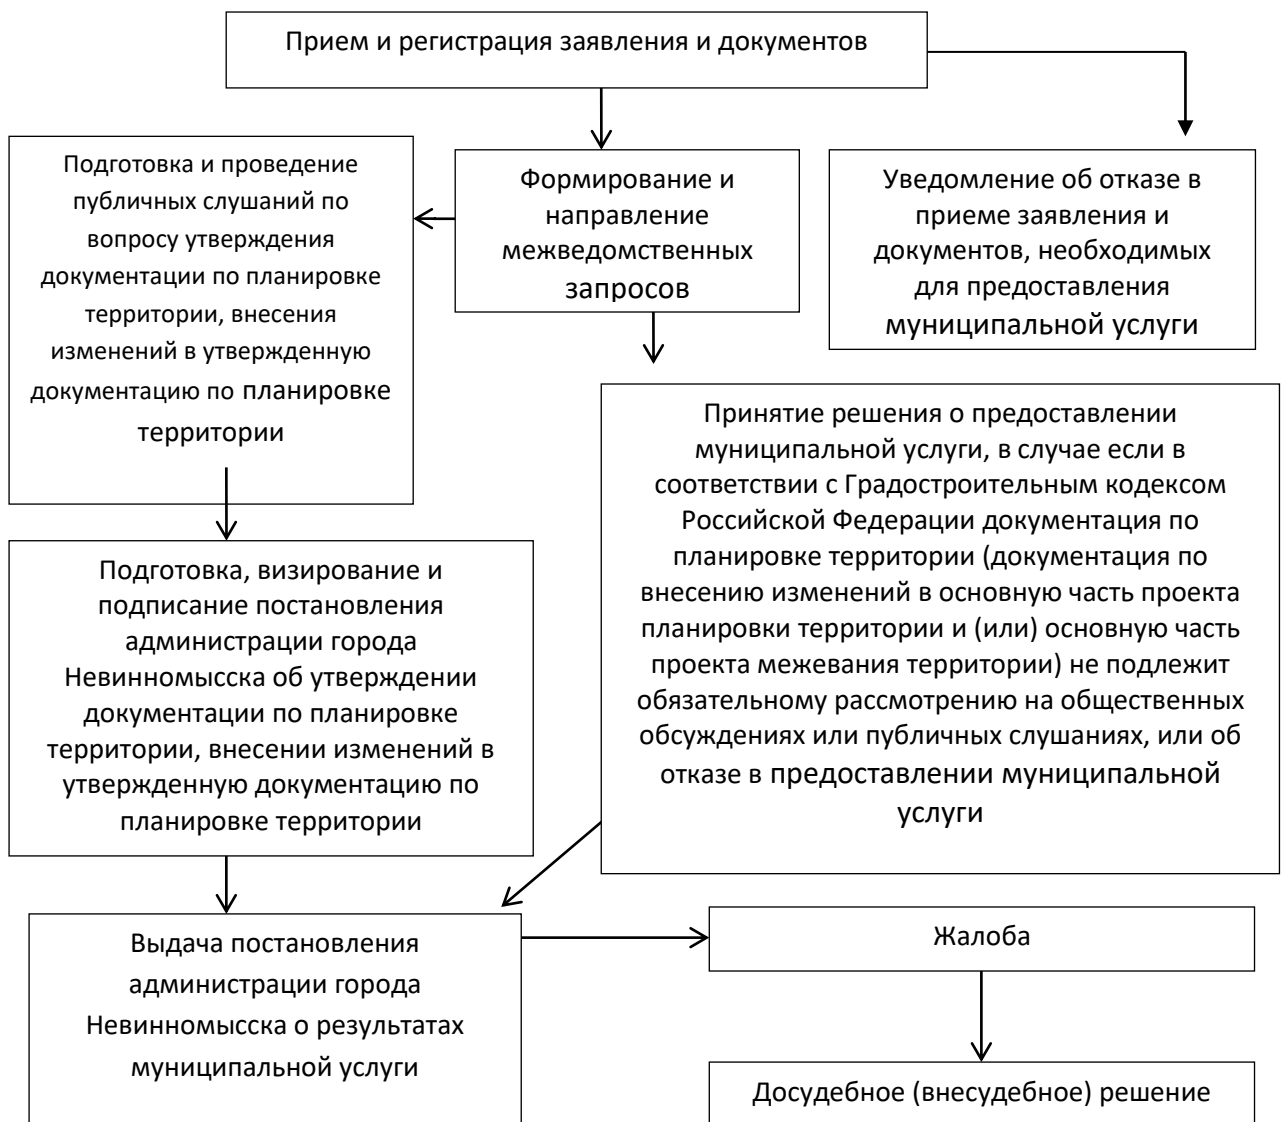 Прием и регистрация заявления и документов
Подготовка и проведение
публичных слушаний по
вопросу утверждения
документации по планировке
территории, внесения
изменений в утвержденную
документацию по планировке
территории
Формирование и
направление
межведомственных
запросов
Уведомление об отказе в
приеме заявления и
документов, необходимых
для предоставления
муниципальной услуги
Принятие решения о предоставлении
муниципальной услуги, в случае если в
соответствии с Градостроительным кодексом
Российской Федерации документация по
планировке территории (документация по
внесению изменений в основную часть проекта
планировки территории и (или) основную часть
проекта межевания территории) не подлежит
обязательному рассмотрению на общественных
обсуждениях или публичных слушаниях, или об
отказе в предоставлении муниципальной
услуги
Подготовка, визирование и
подписание постановления
администрации города
Невинномысска об утверждении
документации по планировке
территории, внесении изменений в
утвержденную документацию по
планировке территории
Выдача постановления
администрации города
Невинномысска о результатах
муниципальной услуги
Жалоба
Досудебное (внесудебное) решение